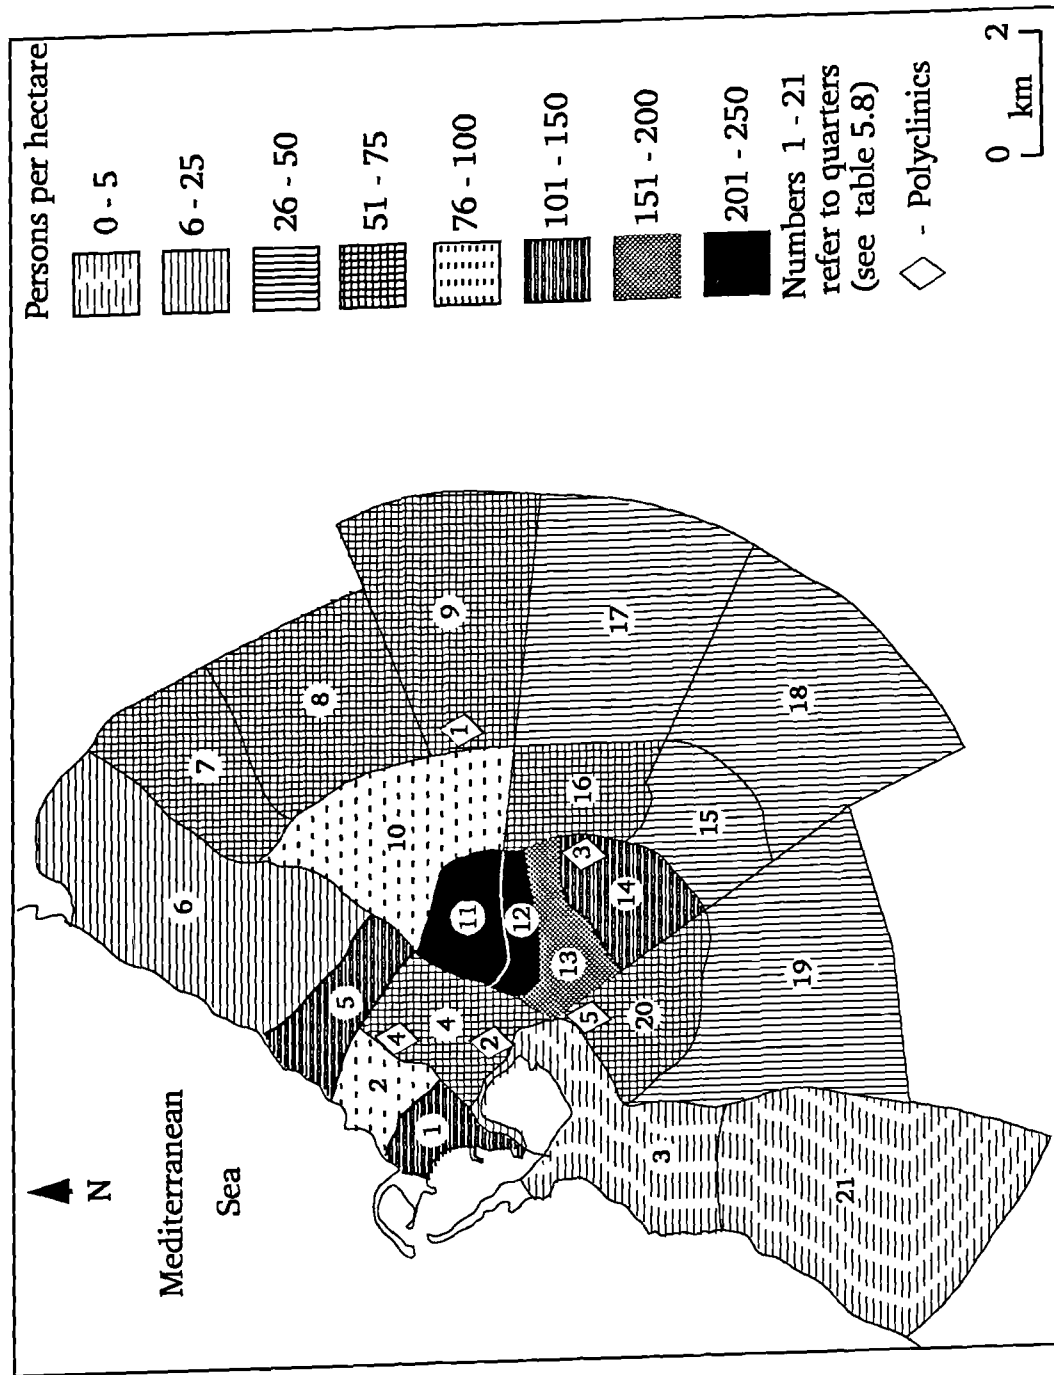 N
Mediterranean
Sea
1
2
3
4
5
6
7
8
9
10
11
12
13
14
15
16
17
18
19
20
21
1
2
3
4
5
Persons per hectare
0 - 5
6 - 25
26 - 50
51 - 75
76 - 100
101 - 150
151 - 200
201 - 250
Numbers 1 - 21
refer to quarters
(see table 5.8)
- Polyclinics
0 2
km